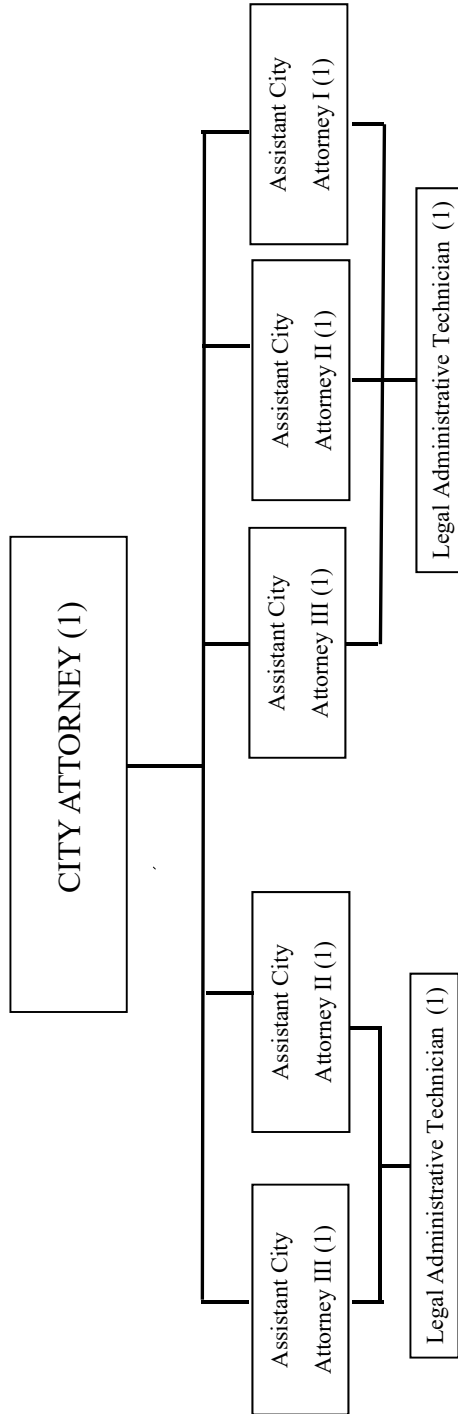 CITY ATTORNEY (1)
Assistant City
Attorney III (1)
Assistant City
Attorney II (1)
Assistant City
Attorney III (1)
Assistant City
Attorney II (1)
Assistant City
Attorney I (1)
Legal Administrative Technician (1)
Legal Administrative Technician (1)